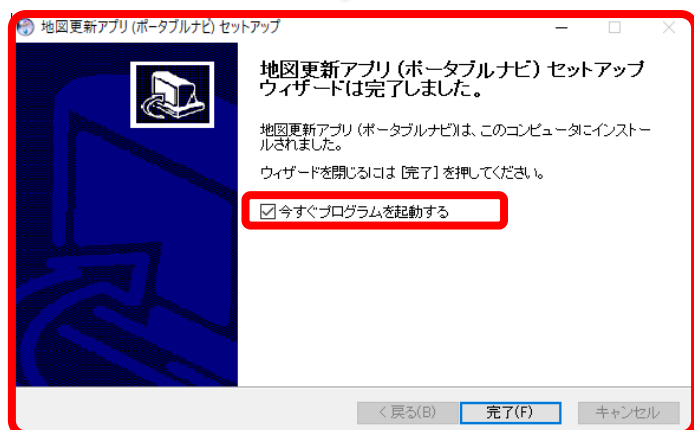 地図更新アプリ (ポータブルナビ) セットアップ
地図更新アプリ (ポータブルナビ) セットアップ
ウィザードは完了しました。
地図更新アプリ (ポータブルナビ)は、このコンピュータにインストー
ルされました。
ウィザードを閉じるには [完了] を押してください。
今すぐプログラムを起動する
< 戻る(B) 完了(F) キャンセル